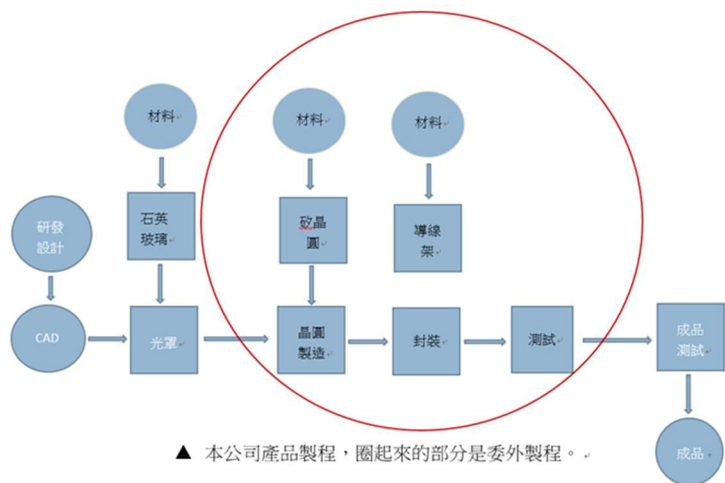 材料
材料
材料
研發
設計
石英
玻璃
矽晶
圓
導線
架
CAD
光罩
晶圓
製造
封裝
測試
成品
測試
成品
▲ 本公司產品製程，圈起來的部分是委外製程。